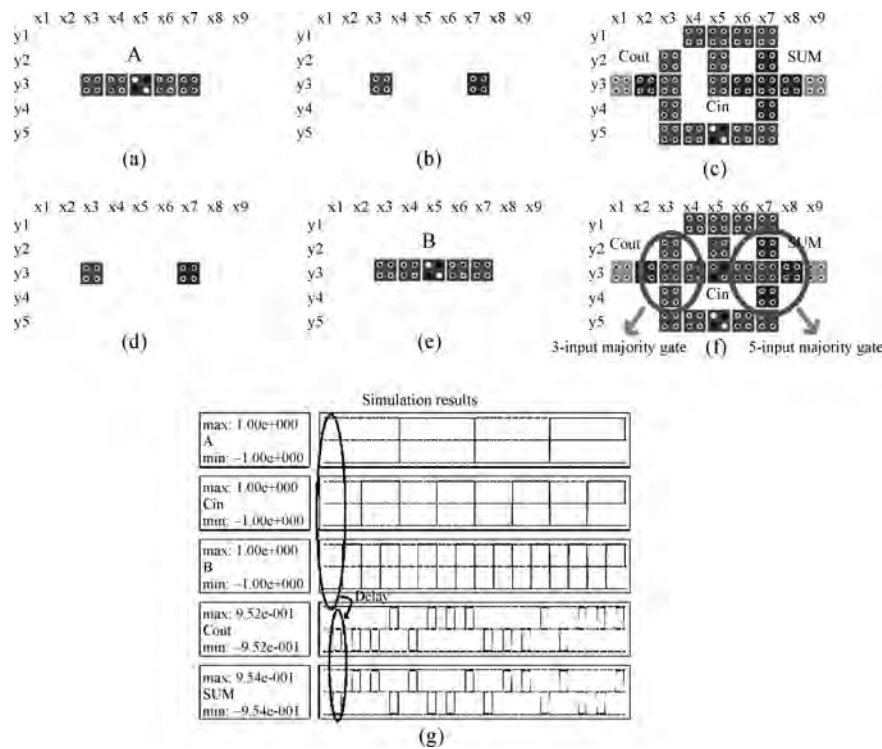 x1 x2 x3 x4 x5 x6 x7 x8 x9
y1
y2
y3
y4
y5
A
(a)
x1 x2 x3 x4 x5 x6 x7 x8 x9
y1
y2
y3
y4
y5
(b)
x1 x2 x3 x4 x5 x6 x7 x8 x9
y1
y2
y3
y4
y5
Cout
SUM
Cin
(c)
x1 x2 x3 x4 x5 x6 x7 x8 x9
y1
y2
y3
y4
y5
(d)
x1 x2 x3 x4 x5 x6 x7 x8 x9
y1
y2
y3
y4
y5
B
(e)
x1 x2 x3 x4 x5 x6 x7 x8 x9
y1
y2
y3
y4
y5
Cout
SUM
Cin
3-input majority gate
(f)
5-input majority gate
Simulation results
max: 1.00e+000
A
min: −1.00e+000
max: 1.00e+000
Cin
min: −1.00e+000
max: 1.00e+000
B
min: −1.00e+000
Delay
max: 9.52e-001
Cout
min: −9.52e-001
max: 9.54e-001
SUM
min: −9.54e-001
(g)